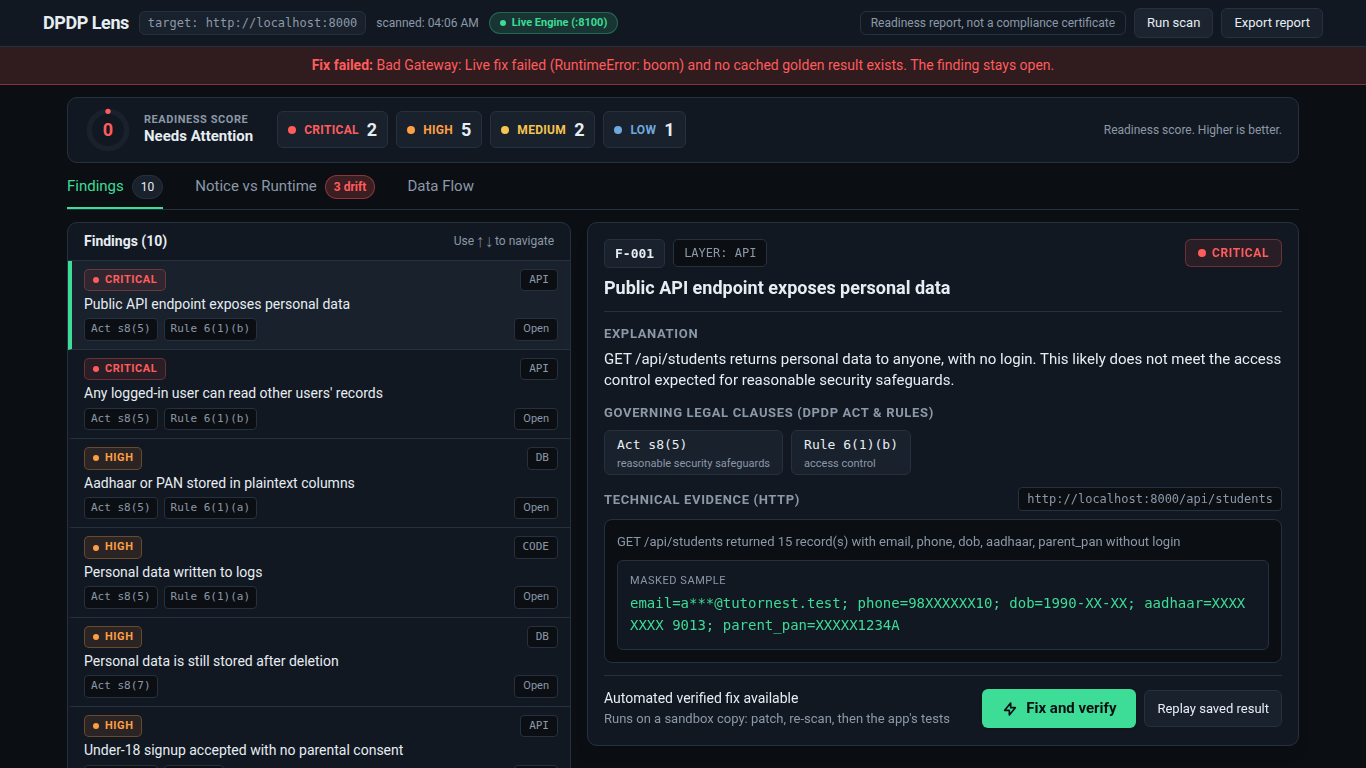 DPDP Lens
target: http://localhost:8000
scanned: 04:06 AM
Live Engine (:8100)
Readiness report, not a compliance certificate
Run scan
Export report
Fix failed: Bad Gateway: Live fix failed (RuntimeError: boom) and no cached golden result exists. The finding stays open.
0
READINESS SCORE
Needs Attention
CRITICAL 2
HIGH 5
MEDIUM 2
LOW 1
Readiness score. Higher is better.
Findings 10
Notice vs Runtime 3 drift
Data Flow
Findings (10)
Use ↑ ↓ to navigate
CRITICAL
API
Public API endpoint exposes personal data
Act s8(5)
Rule 6(1)(b)
Open
CRITICAL
API
Any logged-in user can read other users' records
Act s8(5)
Rule 6(1)(b)
Open
HIGH
DB
Aadhaar or PAN stored in plaintext columns
Act s8(5)
Rule 6(1)(a)
Open
HIGH
CODE
Personal data written to logs
Act s8(5)
Rule 6(1)(a)
Open
HIGH
DB
Personal data is still stored after deletion
Act s8(7)
Open
HIGH
API
Under-18 signup accepted with no parental consent
F-001
LAYER: API
CRITICAL
Public API endpoint exposes personal data
EXPLANATION
GET /api/students returns personal data to anyone, with no login. This likely does not meet the access
control expected for reasonable security safeguards.
GOVERNING LEGAL CLAUSES (DPDP ACT & RULES)
Act s8(5)
reasonable security safeguards
Rule 6(1)(b)
access control
TECHNICAL EVIDENCE (HTTP)
http://localhost:8000/api/students
GET /api/students returned 15 record(s) with email, phone, dob, aadhaar, parent_pan without login
MASKED SAMPLE
email=a***@tutornest.test; phone=98XXXXXX10; dob=1990-XX-XX; aadhaar=XXXX
XXXX 9013; parent_pan=XXXXX1234A
Automated verified fix available
Runs on a sandbox copy: patch, re-scan, then the app's tests
Fix and verify
Replay saved result